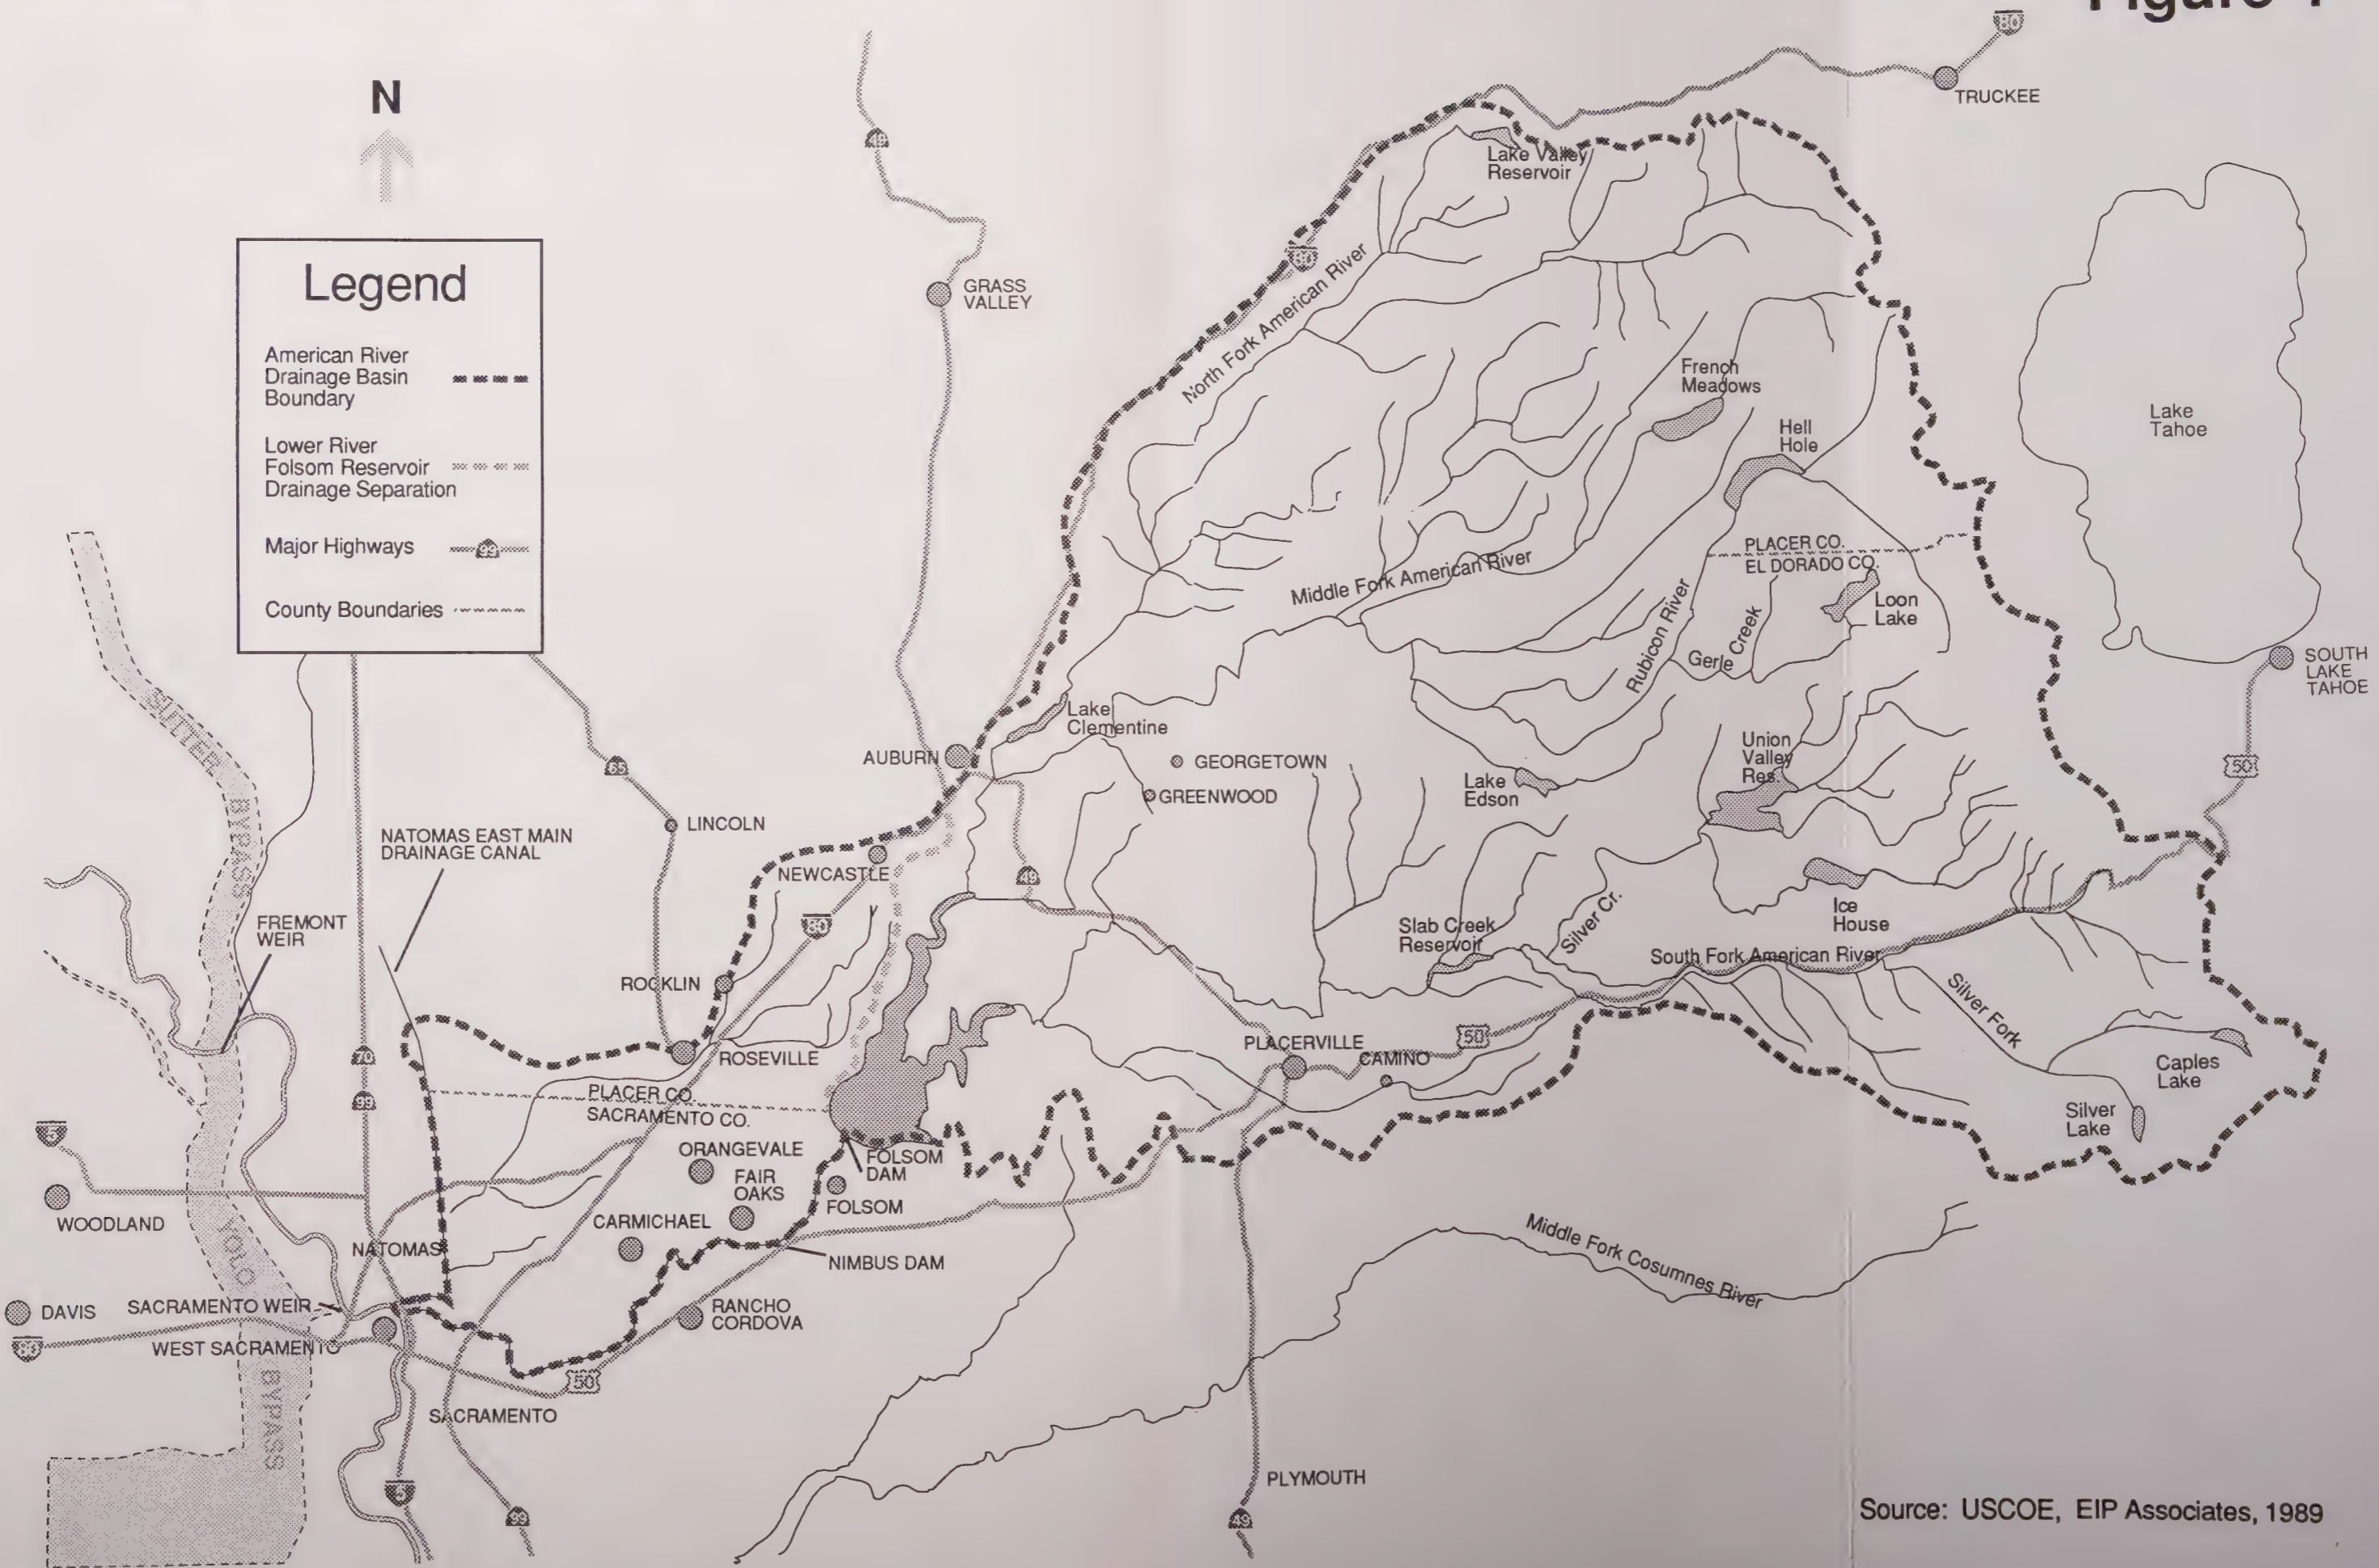 Figure
N
Legend
American River
Drainage Basin
Boundary
Lower River
Folsom Reservoir
Drainage Separation
Major Highways
99
County Boundaries
80
TRUCKEE
49
Lake Valley
Reservoir
GRASS
VALLEY
80
North Fork American River
French
Meadows
Hell
Hole
Lake
Tahoe
PLACER CO.
EL DORADO CO.
Middle Fork American River
Rubicon River
Gerle Creek
Loon
Lake
SOUTH
LAKE
TAHOE
50
SUTTER
BYPASS
65
AUBURN
Lake
Clementine
GEORGETOWN
GREENWOOD
Lake
Edson
Union
Valley
Res.
LINCOLN
NATOMAS EAST MAIN
DRAINAGE CANAL
NEWCASTLE
49
Ice
House
FREMONT
WEIR
80
Slab Creek
Reservoir
Silver Cr.
South Fork American River
Silver Fork
ROCKLIN
ROSEVILLE
PLACERVILLE
CAMINO
50
Caples
Lake
Silver
Lake
70
99
PLACER CO.
SACRAMENTO CO.
5
WOODLAND
ORANGEVALE
FAIR
OAKS
FOLSOM
DAM
FOLSOM
CARMICHAEL
NATOMAS
NIMBUS DAM
YOLO
BYPASS
Middle Fork Cosumnes River
DAVIS
SACRAMENTO WEIR
WEST SACRAMENTO
RANCHO
CORDOVA
50
SACRAMENTO
PLYMOUTH
5
99
49
Source: USCOE, EIP Associates, 1989